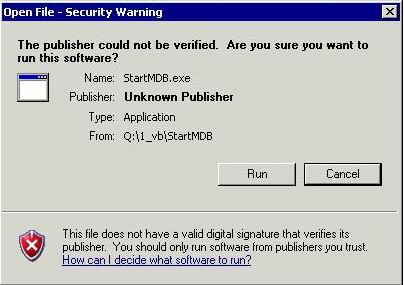 Open File - Security Warning
The publisher could not be verified.  Are you sure you want to
run this software?
Name: StartMDB.exe
Publisher: Unknown Publisher
Type: Application
From: Q:\1_vb\StartMDB
Run Cancel
This file does not have a valid digital signature that verifies its
publisher.  You should only run software from publishers you trust.
How can I decide what software to run?